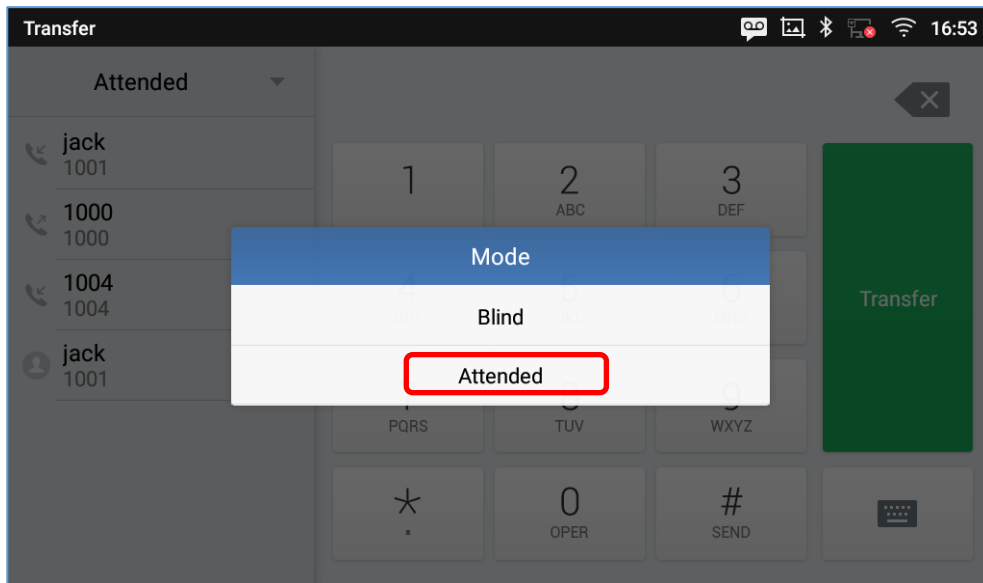 Transfer 16:53
Attended
jack
1001
1000
1000
1004
1004
jack
1001
1
2
ABC
3
DEF
Mode
Blind
Attended
Transfer
PQRS
TUV
WXYZ
*
0
OPER
#
SEND